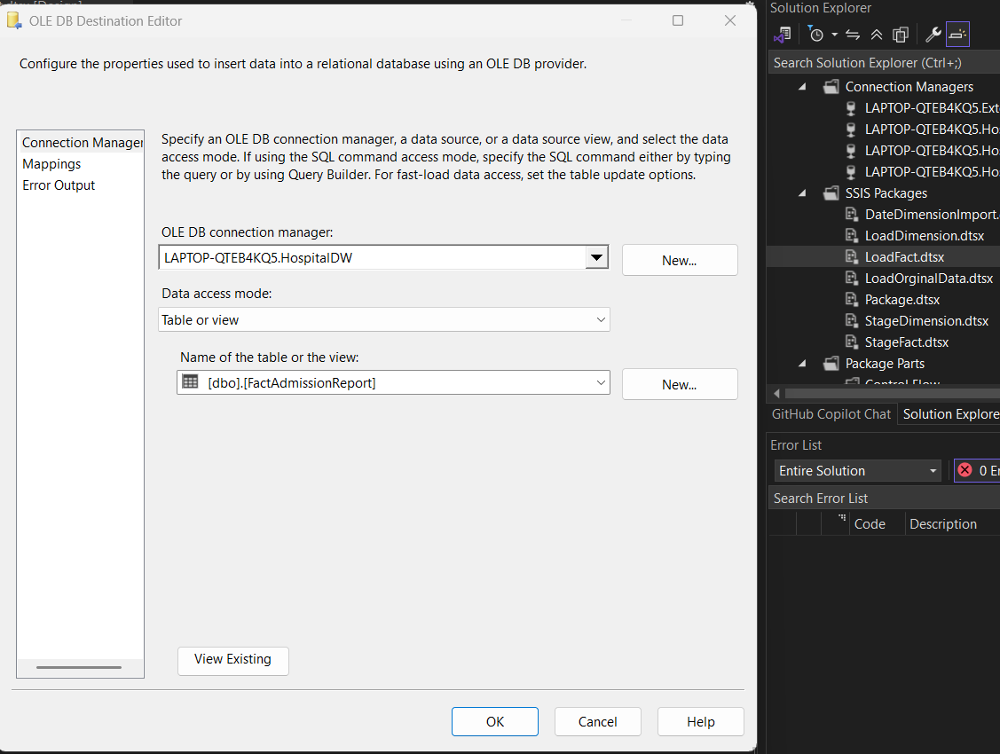 OLE DB Destination Editor
Configure the properties used to insert data into a relational database using an OLE DB provider.
Connection Manager
Mappings
Error Output
Specify an OLE DB connection manager, a data source, or a data source view, and select the data
access mode. If using the SQL command access mode, specify the SQL command either by typing
the query or by using Query Builder. For fast-load data access, set the table update options.
OLE DB connection manager:
LAPTOP-QTEB4KQ5.HospitalDW
New...
Data access mode:
Table or view
Name of the table or the view:
[dbo].[FactAdmissionReport]
New...
View Existing
OK
Cancel
Help
Solution Explorer
Search Solution Explorer (Ctrl+;)
Connection Managers
LAPTOP-QTEB4KQ5.Ext
LAPTOP-QTEB4KQ5.Hos
LAPTOP-QTEB4KQ5.Hos
LAPTOP-QTEB4KQ5.Hos
SSIS Packages
DateDimensionImport.
LoadDimension.dtsx
LoadFact.dtsx
LoadOrginalData.dtsx
Package.dtsx
StageDimension.dtsx
StageFact.dtsx
Package Parts
Control Flow
GitHub Copilot Chat
Solution Explore
Error List
Entire Solution
0 Er
Search Error List
Code
Description